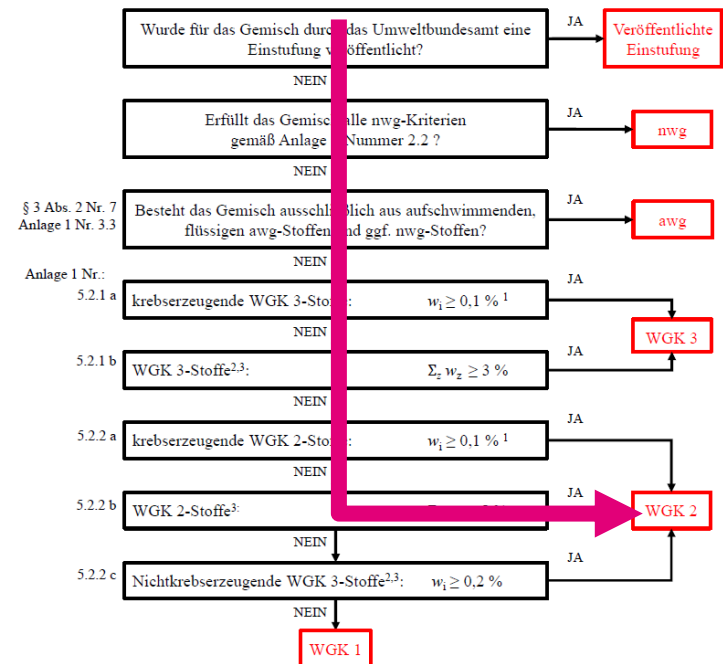 Wurde für das Gemisch durch das Umweltbundesamt eine
Einstufung veröffentlicht?
JA
Veröffentlichte
Einstufung
NEIN
Erfüllt das Gemisch alle nwg-Kriterien
gemäß Anlage Nummer 2.2 ?
JA
nwg
NEIN
§ 3 Abs. 2 Nr. 7
Anlage 1 Nr. 3.3
Besteht das Gemisch ausschließlich aus aufschwimmenden,
flüssigen awg-Stoffen und ggf. nwg-Stoffen?
JA
awg
NEIN
Anlage 1 Nr.:
5.2.1 a
krebserzeugende WGK 3-Stoffe: wᵢ ≥ 0,1 % ¹
JA
WGK 3
NEIN
5.2.1 b
WGK 3-Stoffe²,³: Σ_z w_z ≥ 3 %
JA
NEIN
5.2.2 a
krebserzeugende WGK 2-Stoffe: wᵢ ≥ 0,1 % ¹
JA
NEIN
5.2.2 b
WGK 2-Stoffe³:
JA
WGK 2
NEIN
5.2.2 c
Nichtkrebserzeugende WGK 3-Stoffe²,³: wᵢ ≥ 0,2 %
JA
NEIN
WGK 1